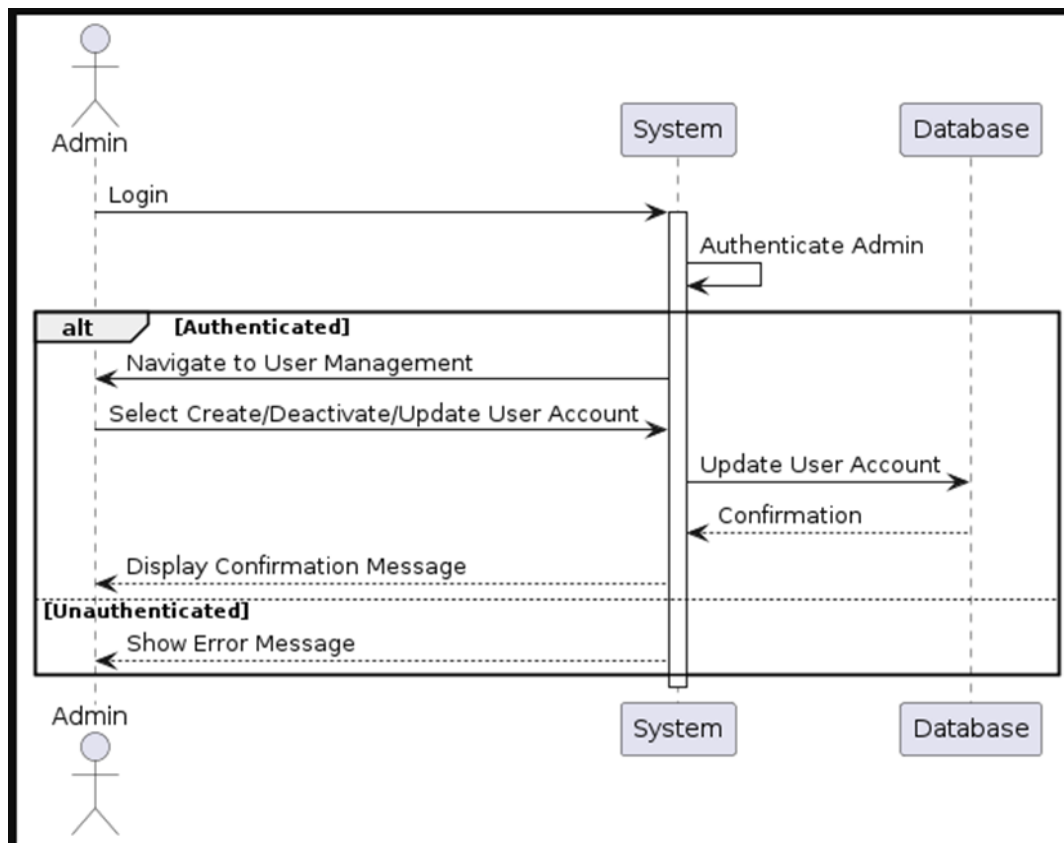 Admin
System
Database
Login
Authenticate Admin
alt
[Authenticated]
Navigate to User Management
Select Create/Deactivate/Update User Account
Update User Account
Confirmation
Display Confirmation Message
[Unauthenticated]
Show Error Message
Admin
System
Database